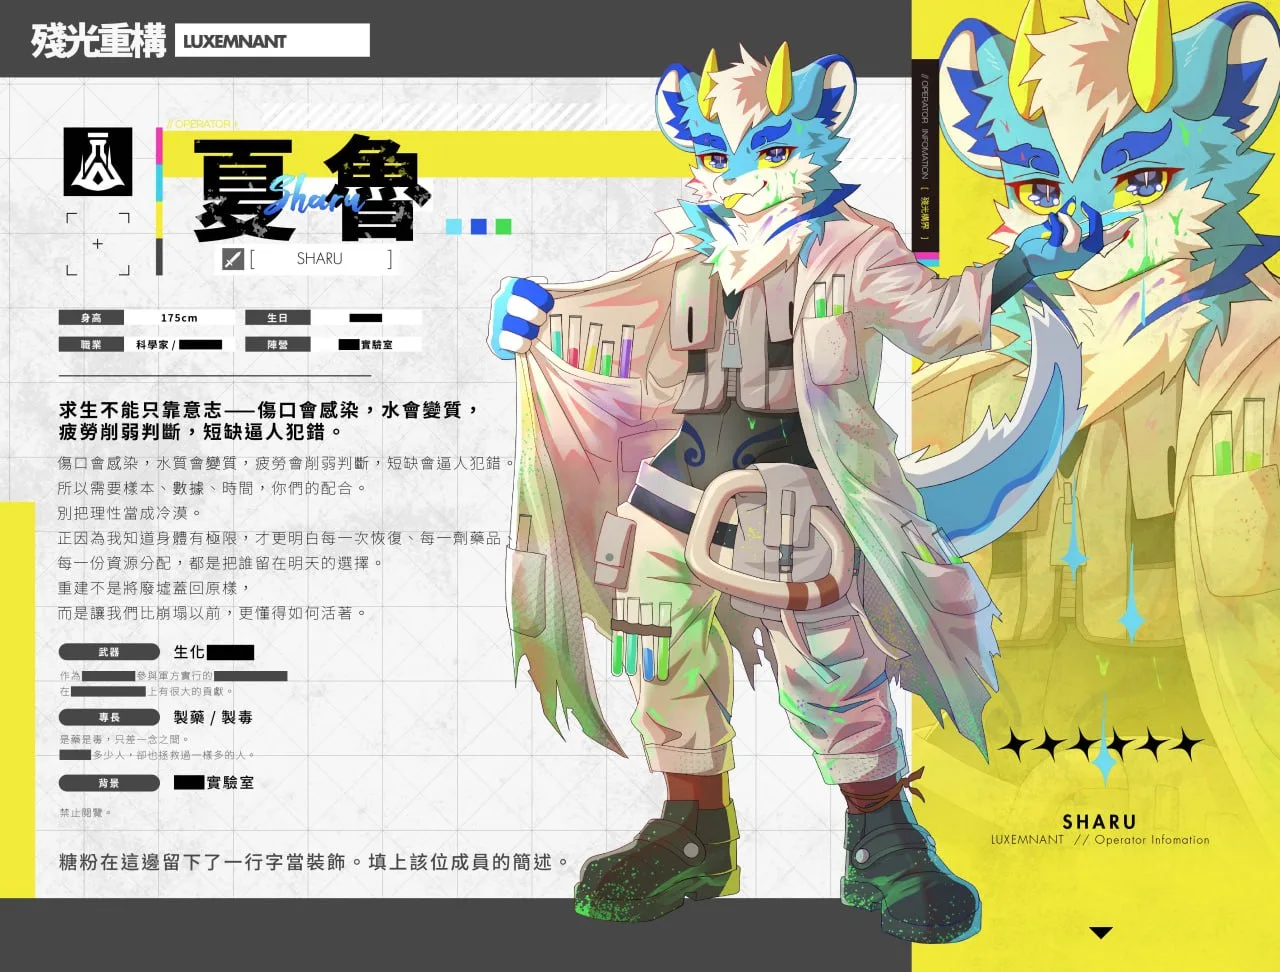 殘光重構 LUXEMNANT
// OPERATOR /
夏魯
Sharu
[ SHARU ]
身高 175cm 生日
職業 科學家 / 陣營 實驗室
求生不能只靠意志——傷口會感染，水會變質，
疲勞削弱判斷，短缺逼人犯錯。
傷口會感染，水質會變質，疲勞會削弱判斷，短缺會逼人犯錯。
所以需要樣本、數據、時間，你們的配合。
別把理性當成冷漠。
正因為我知道身體有極限，才更明白每一次恢復、每一劑藥品、
每一份資源分配，都是把誰留在明天的選擇。
重建不是將廢墟蓋回原樣，
而是讓我們比崩塌以前，更懂得如何活著。
武器 生化
作為 參與軍方實行的
在 上有很大的貢獻。
專長 製藥 / 製毒
是藥是毒，只差一念之間。
多少人，卻也拯救過一樣多的人。
背景 實驗室
禁止閱覽。
糖粉在這邊留下了一行字當裝飾。填上該位成員的簡述。
// OPERATOR INFOMATION [ 殘光構界 ]
SHARU
LUXEMNANT // Operator Infomation